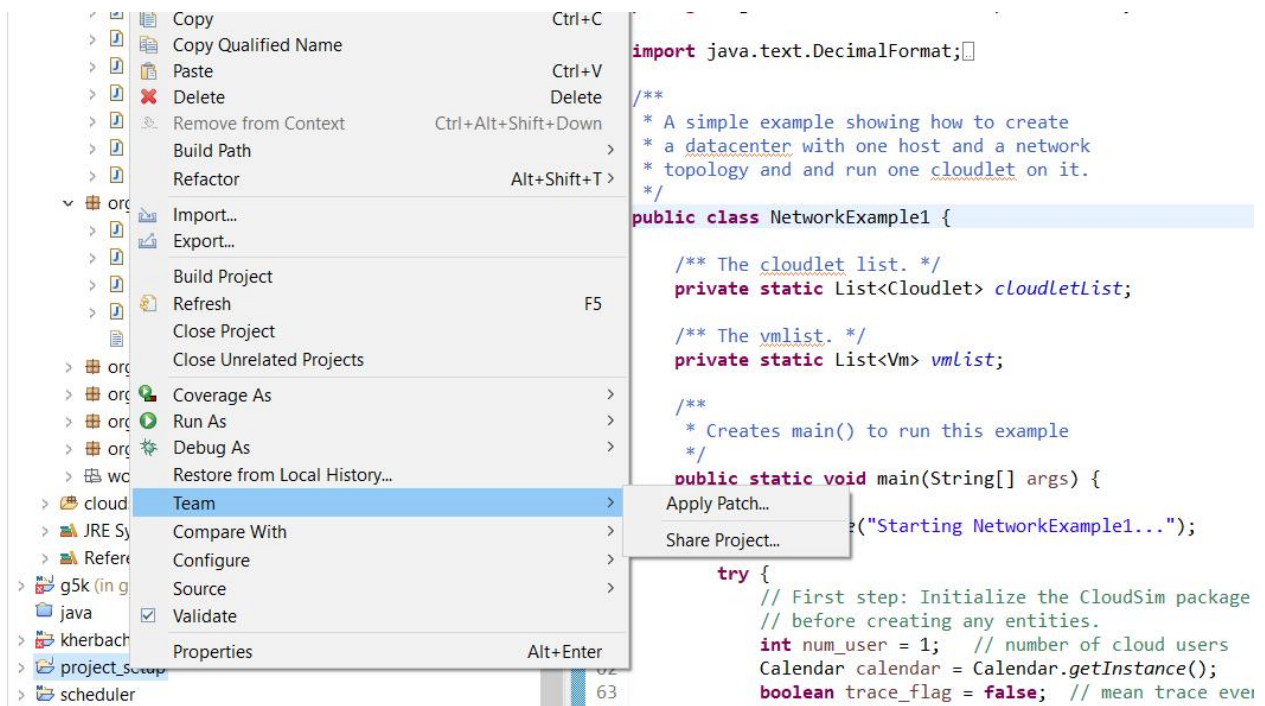 Copy Ctrl+C
Copy Qualified Name
Paste Ctrl+V
Delete Delete
Remove from Context Ctrl+Alt+Shift+Down
Build Path
Refactor Alt+Shift+T
Import...
Export...
Build Project
Refresh F5
Close Project
Close Unrelated Projects
Coverage As
Run As
Debug As
Restore from Local History...
Team
Compare With
Configure
Source
Validate
Properties Alt+Enter
Apply Patch...
Share Project...
org
org
org
org
org
wo
cloud
JRE Sy
Refere
g5k (in g
java
kherbach
project_setup
scheduler
import java.text.DecimalFormat;
/**
* A simple example showing how to create
* a datacenter with one host and a network
* topology and and run one cloudlet on it.
*/
public class NetworkExample1 {
/** The cloudlet list. */
private static List<Cloudlet> cloudletList;
/** The vmlist. */
private static List<Vm> vmlist;
/**
* Creates main() to run this example
*/
public static void main(String[] args) {
("Starting NetworkExample1...");
try {
// First step: Initialize the CloudSim package
// before creating any entities.
int num_user = 1; // number of cloud users
Calendar calendar = Calendar.getInstance();
63 boolean trace_flag = false; // mean trace even